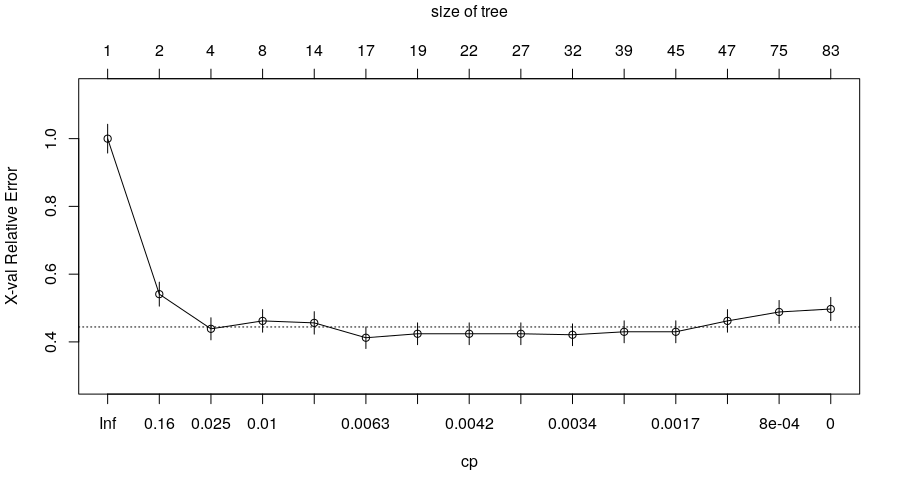 size of tree
1 2 4 8 14 17 19 22 27 32 39 45 47 75 83
X-val Relative Error
1.0
0.8
0.6
0.4
Inf 0.16 0.025 0.01 0.0063 0.0042 0.0034 0.0017 8e-04 0
cp